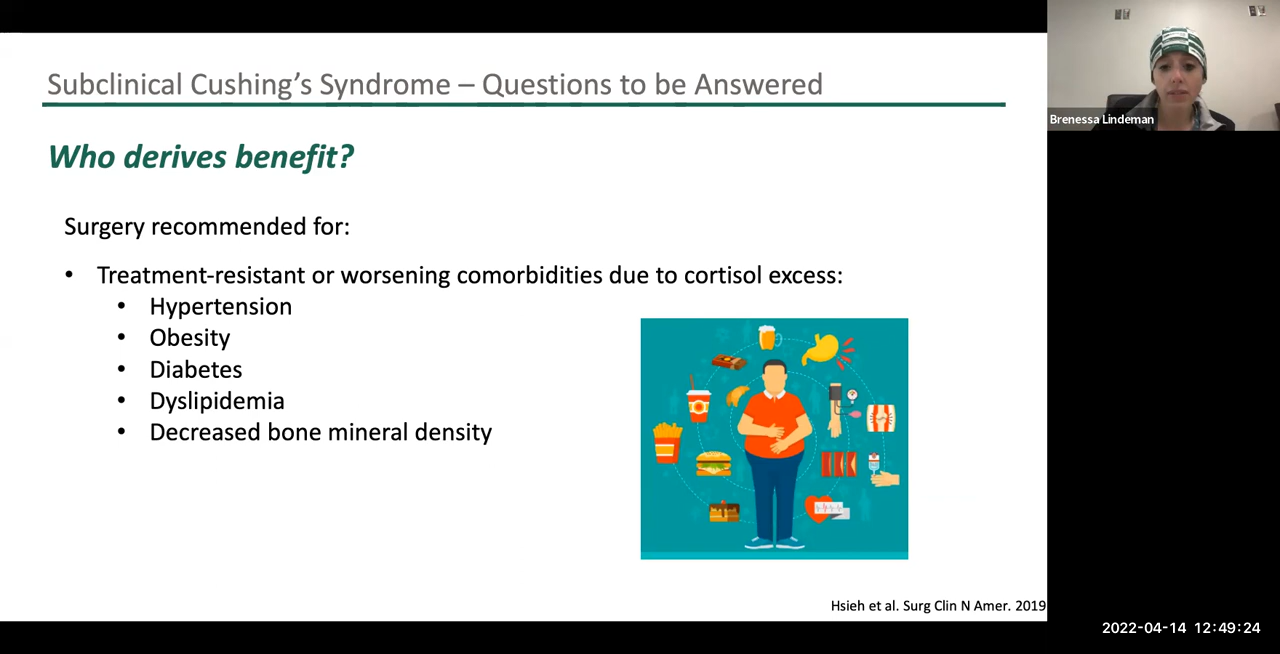 Subclinical Cushing's Syndrome – Questions to be Answered
Who derives benefit?
Surgery recommended for:
• Treatment-resistant or worsening comorbidities due to cortisol excess:
• Hypertension
• Obesity
• Diabetes
• Dyslipidemia
• Decreased bone mineral density
Hsieh et al. Surg Clin N Amer. 2019
Brenessa Lindeman
2022-04-14 12:49:24